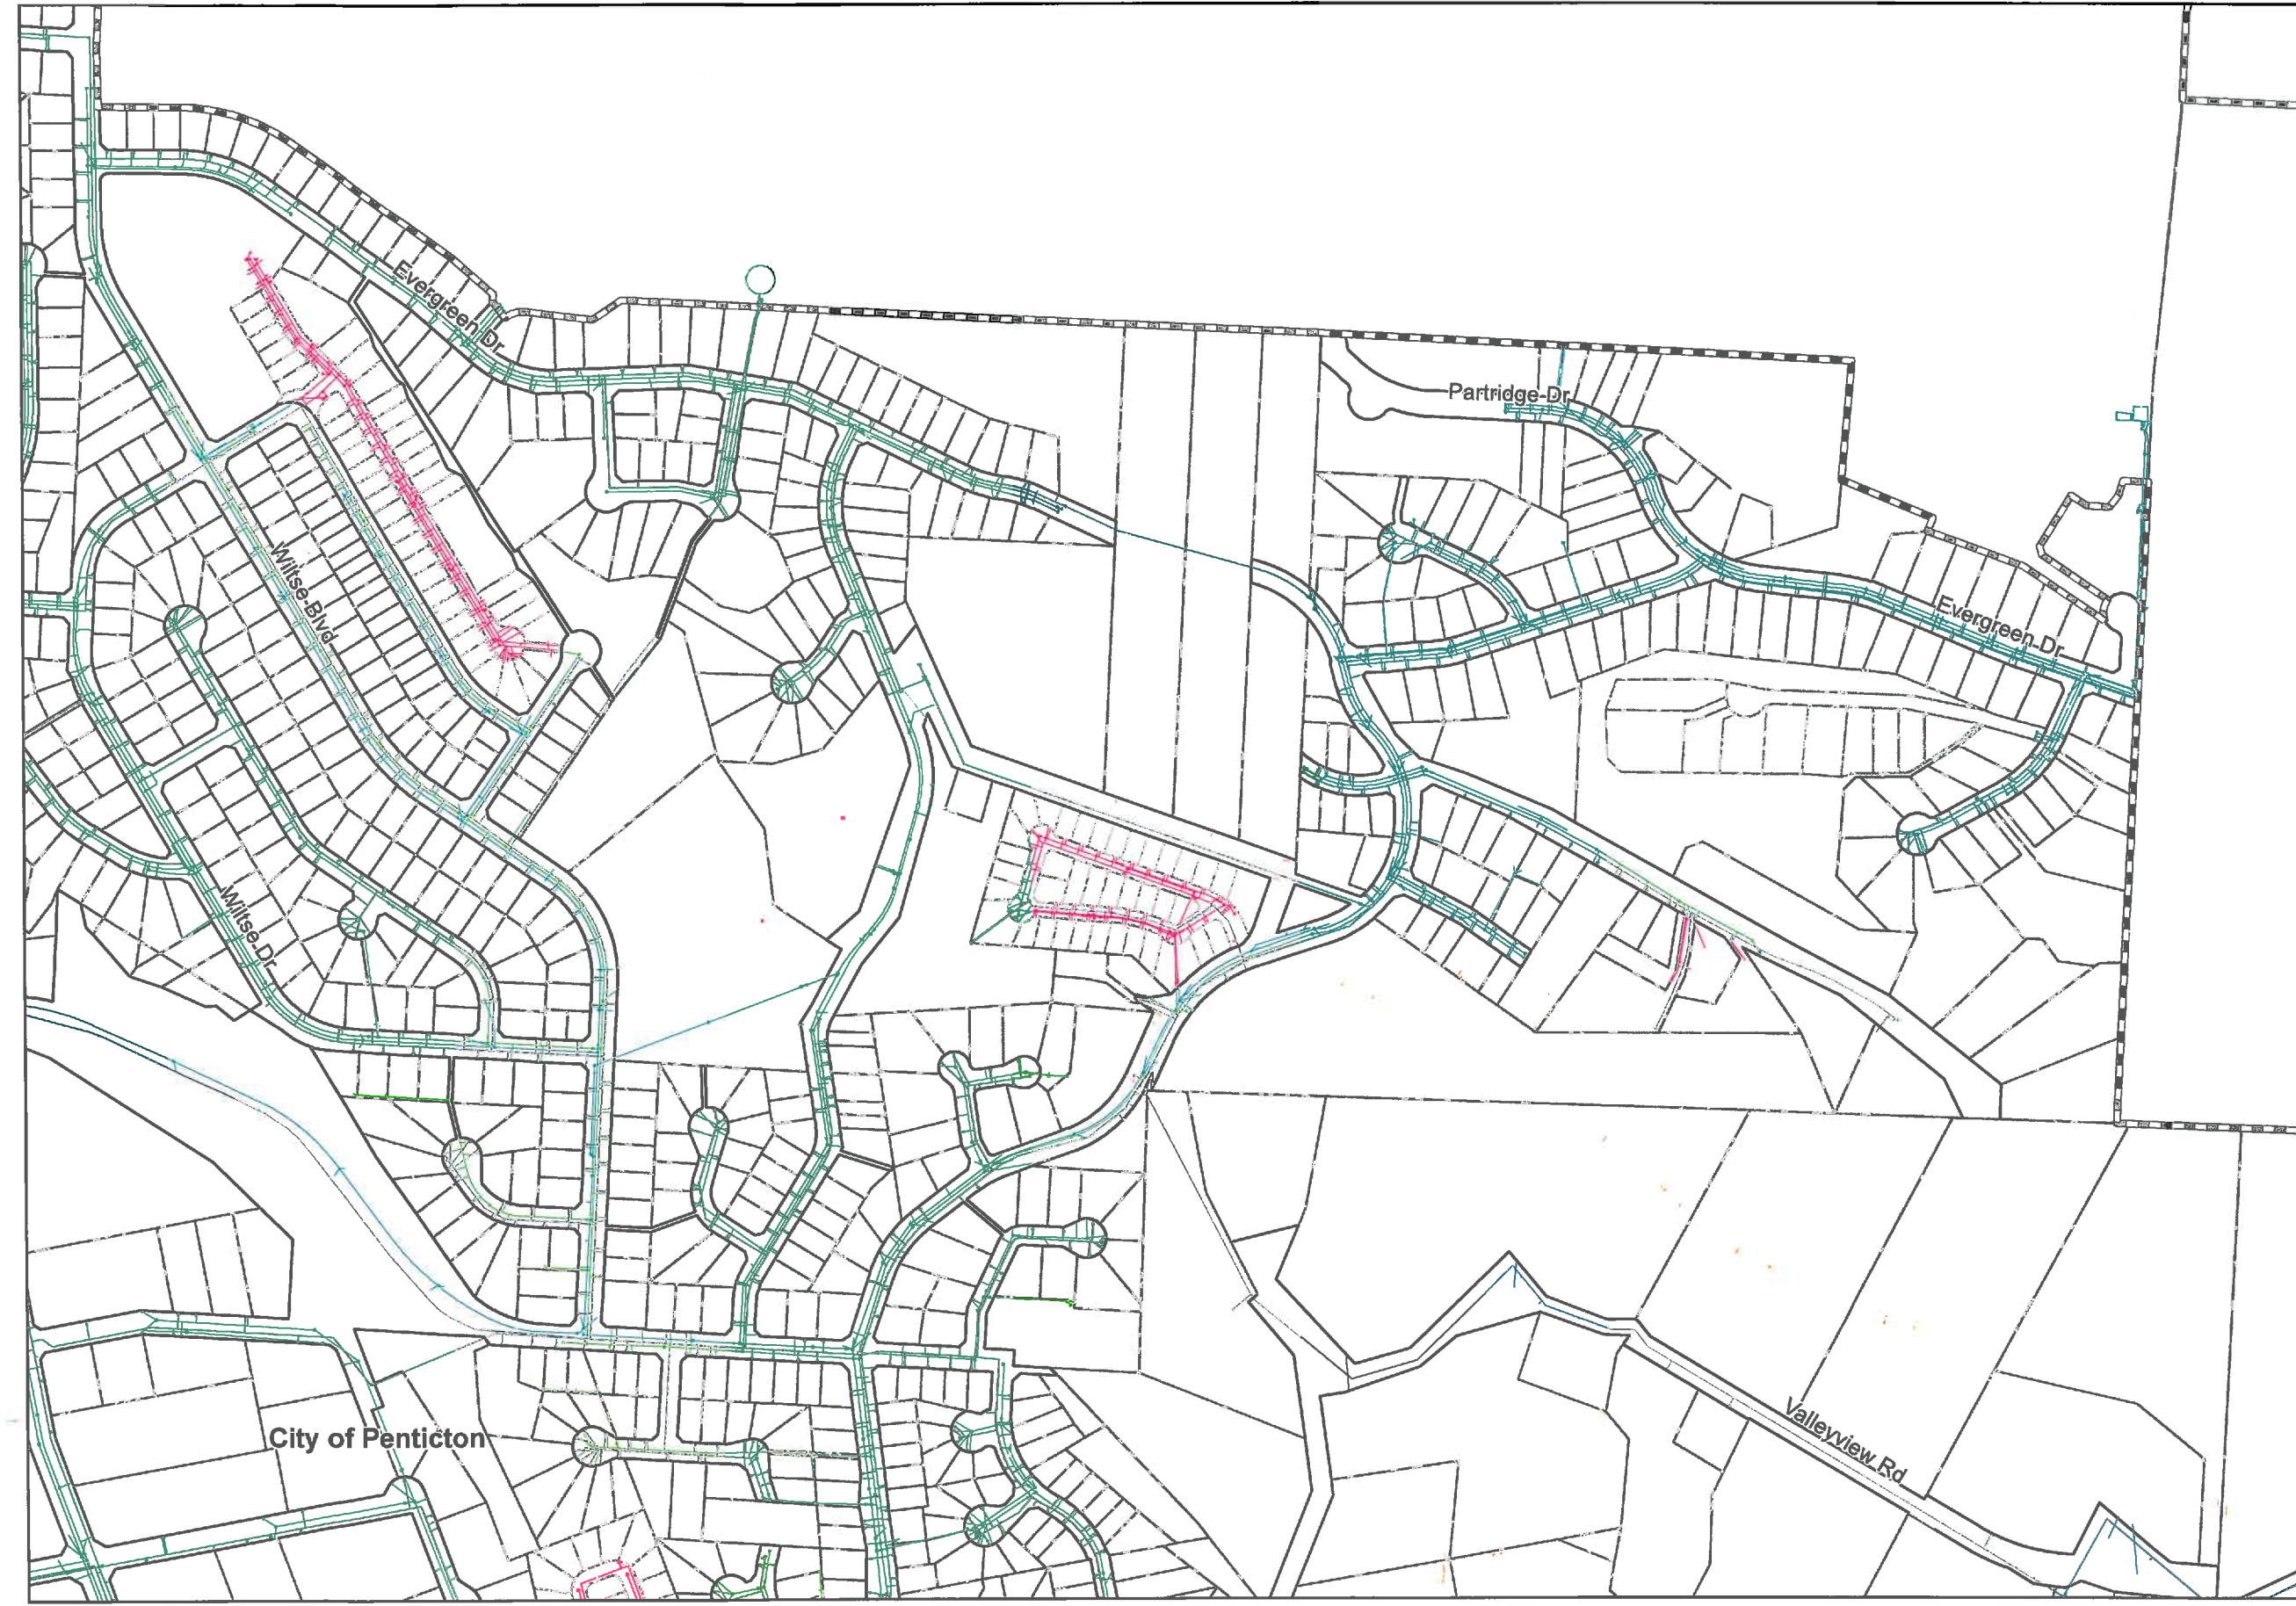 Evergreen Dr
Partridge Dr
Wiltse Blvd
Evergreen Dr
Wiltse Dr
City of Penticton
Valleyview Rd